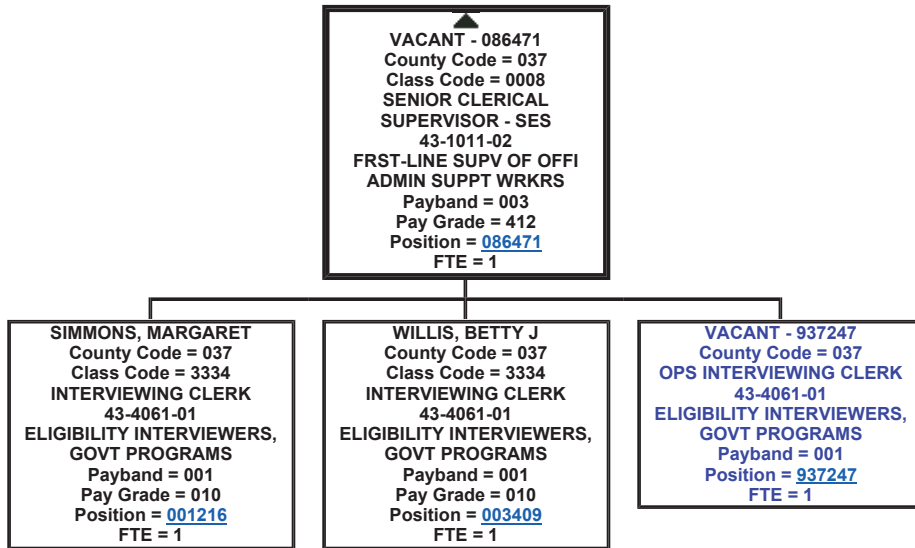 VACANT - 086471
County Code = 037
Class Code = 0008
SENIOR CLERICAL
SUPERVISOR - SES
43-1011-02
FRST-LINE SUPV OF OFFI
ADMIN SUPPT WRKRS
Payband = 003
Pay Grade = 412
Position = 086471
FTE = 1
SIMMONS, MARGARET
County Code = 037
Class Code = 3334
INTERVIEWING CLERK
43-4061-01
ELIGIBILITY INTERVIEWERS,
GOVT PROGRAMS
Payband = 001
Pay Grade = 010
Position = 001216
FTE = 1
WILLIS, BETTY J
County Code = 037
Class Code = 3334
INTERVIEWING CLERK
43-4061-01
ELIGIBILITY INTERVIEWERS,
GOVT PROGRAMS
Payband = 001
Pay Grade = 010
Position = 003409
FTE = 1
VACANT - 937247
County Code = 037
OPS INTERVIEWING CLERK
43-4061-01
ELIGIBILITY INTERVIEWERS,
GOVT PROGRAMS
Payband = 001
Position = 937247
FTE = 1